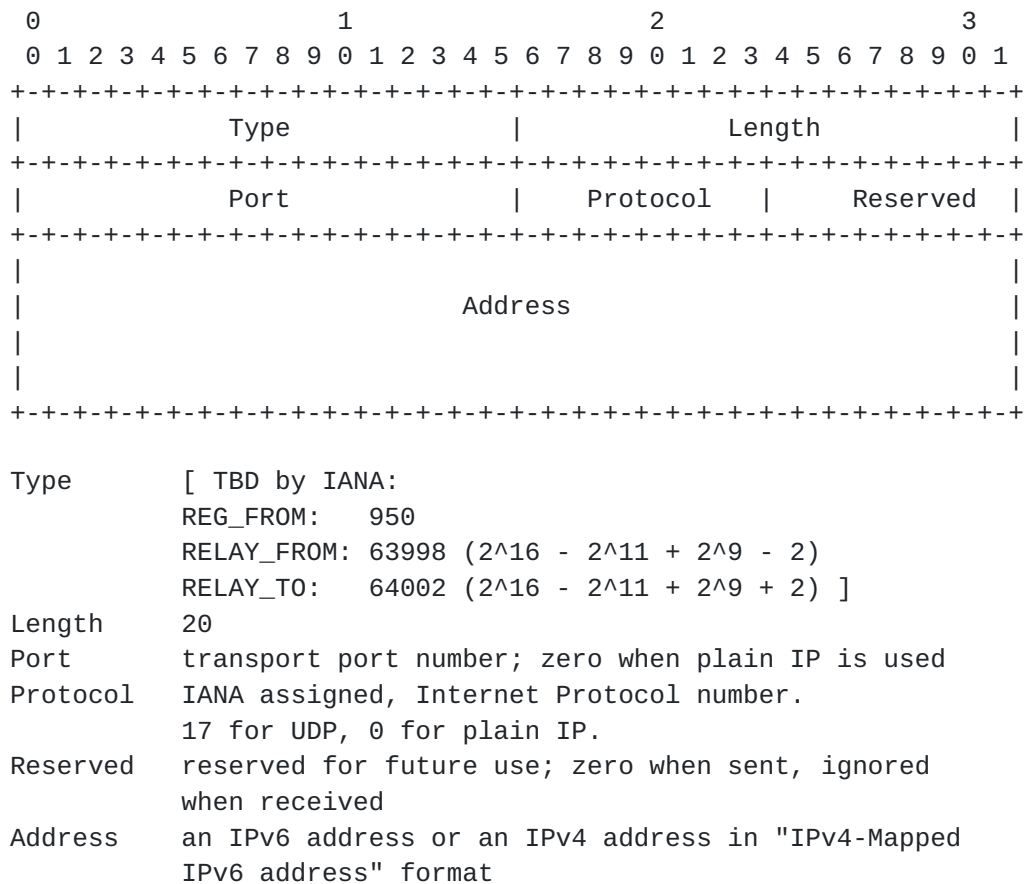 0                   1                   2                   3
 0 1 2 3 4 5 6 7 8 9 0 1 2 3 4 5 6 7 8 9 0 1 2 3 4 5 6 7 8 9 0 1
+-+-+-+-+-+-+-+-+-+-+-+-+-+-+-+-+-+-+-+-+-+-+-+-+-+-+-+-+-+-+-+-+
|             Type              |             Length            |
+-+-+-+-+-+-+-+-+-+-+-+-+-+-+-+-+-+-+-+-+-+-+-+-+-+-+-+-+-+-+-+-+
|             Port              |    Protocol   |     Reserved  |
+-+-+-+-+-+-+-+-+-+-+-+-+-+-+-+-+-+-+-+-+-+-+-+-+-+-+-+-+-+-+-+-+
|                                                               |
|                            Address                            |
|                                                               |
|                                                               |
+-+-+-+-+-+-+-+-+-+-+-+-+-+-+-+-+-+-+-+-+-+-+-+-+-+-+-+-+-+-+-+-+

Type       [ TBD by IANA:
           REG_FROM:   950
           RELAY_FROM: 63998 (2^16 - 2^11 + 2^9 - 2)
           RELAY_TO:   64002 (2^16 - 2^11 + 2^9 + 2) ]
Length     20
Port       transport port number; zero when plain IP is used
Protocol   IANA assigned, Internet Protocol number.
           17 for UDP, 0 for plain IP.
Reserved   reserved for future use; zero when sent, ignored
           when received
Address    an IPv6 address or an IPv4 address in "IPv4-Mapped
           IPv6 address" format